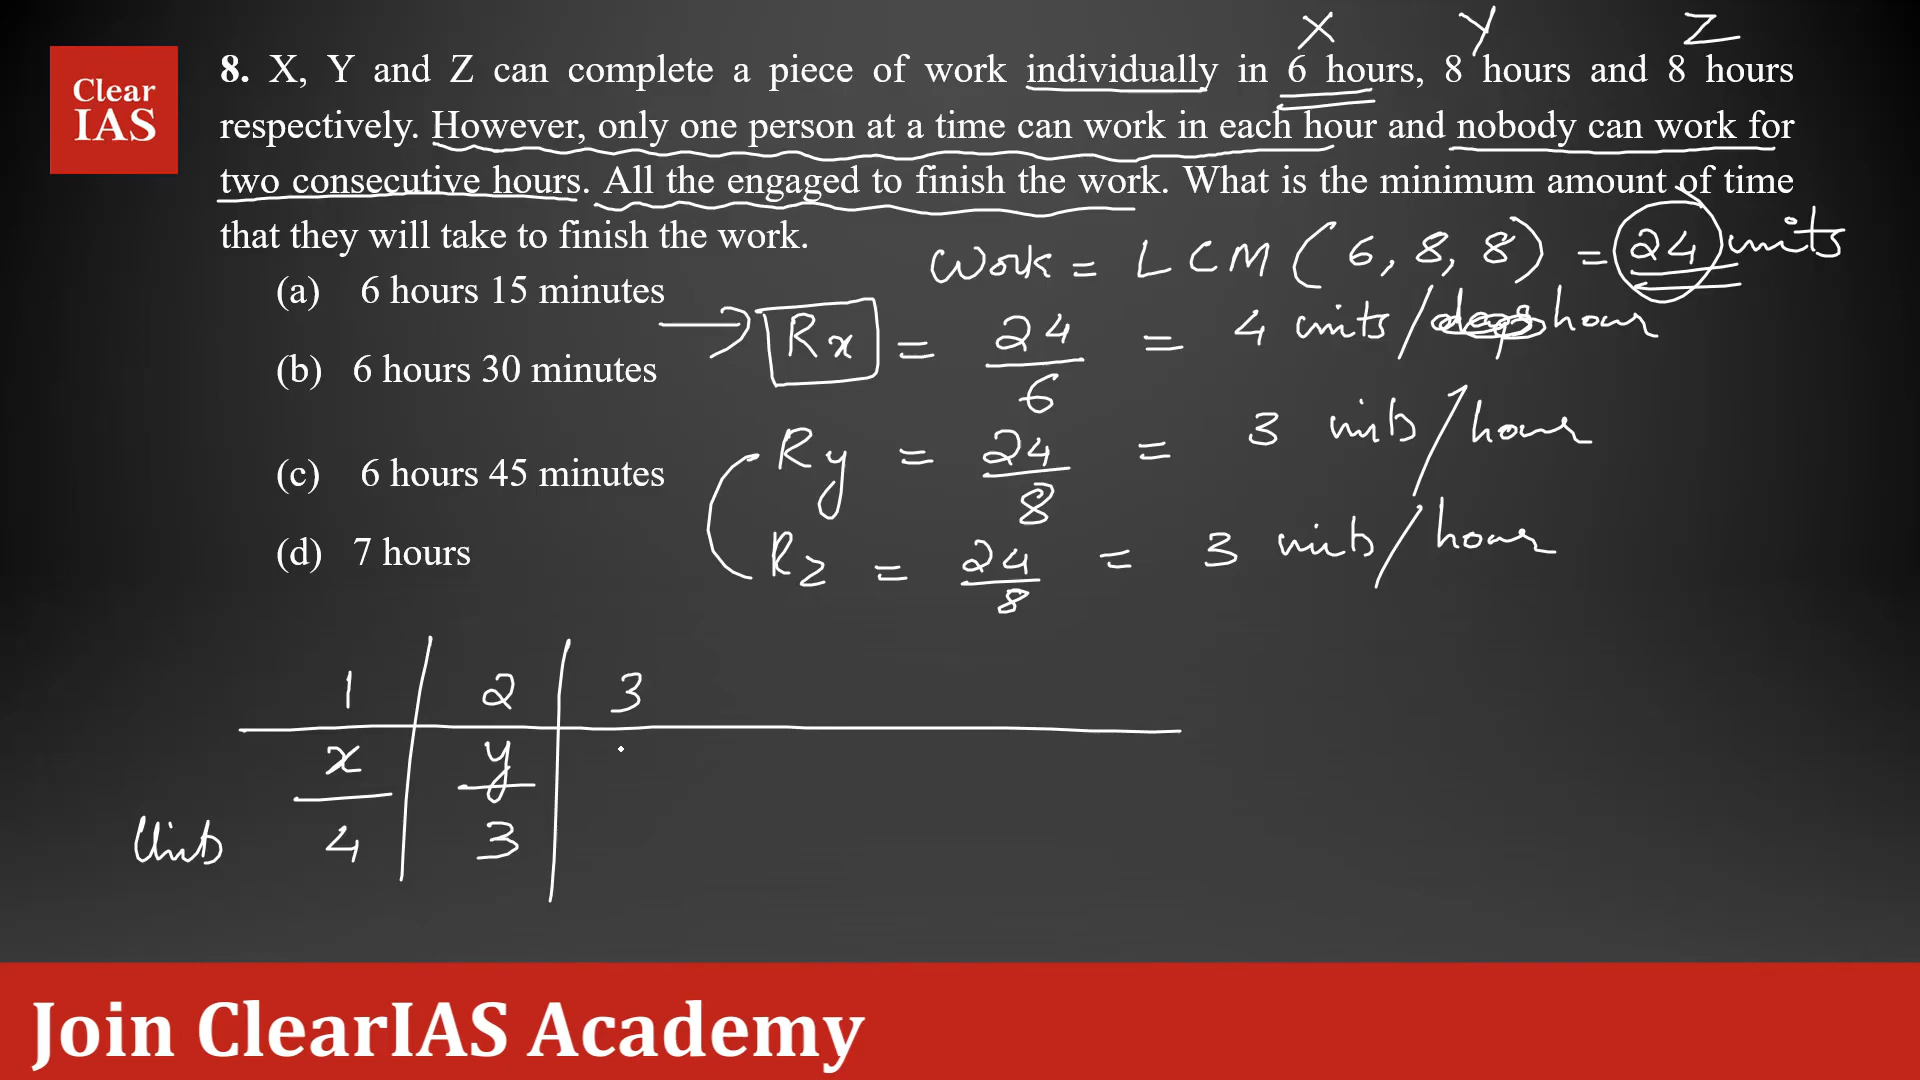 Clear
IAS
X Y Z
8. X, Y and Z can complete a piece of work individually in 6 hours, 8 hours and 8 hours
respectively. However, only one person at a time can work in each hour and nobody can work for
two consecutive hours. All the engaged to finish the work. What is the minimum amount of time
that they will take to finish the work.
Work = LCM (6, 8, 8) = 24 units
(a) 6 hours 15 minutes
(b) 6 hours 30 minutes
(c) 6 hours 45 minutes
(d) 7 hours
Rx = 24/6 = 4 units/hour
Ry = 24/8 = 3 units/hour
Rz = 24/8 = 3 units/hour
1 2 3
x y
Units 4 3
Join ClearIAS Academy